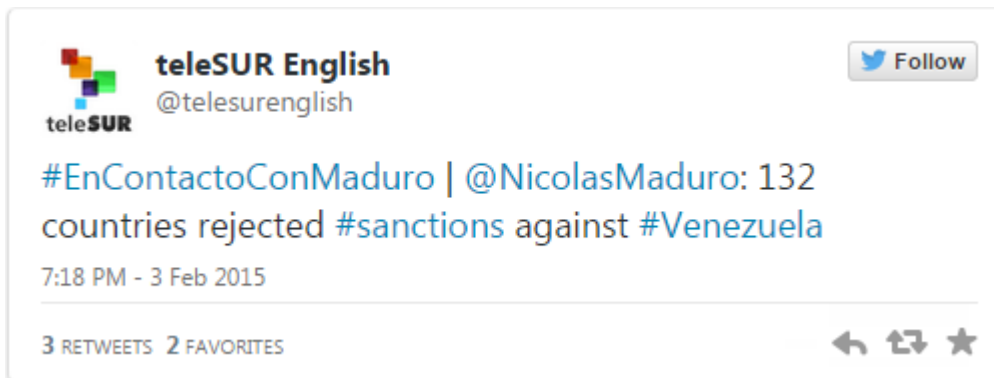 teleSUR English
Follow
@telesurenglish
teleSUR
#EnContactoConMaduro | @NicolasMaduro: 132
countries rejected #sanctions against #Venezuela
7:18 PM - 3 Feb 2015
3 RETWEETS 2 FAVORITES